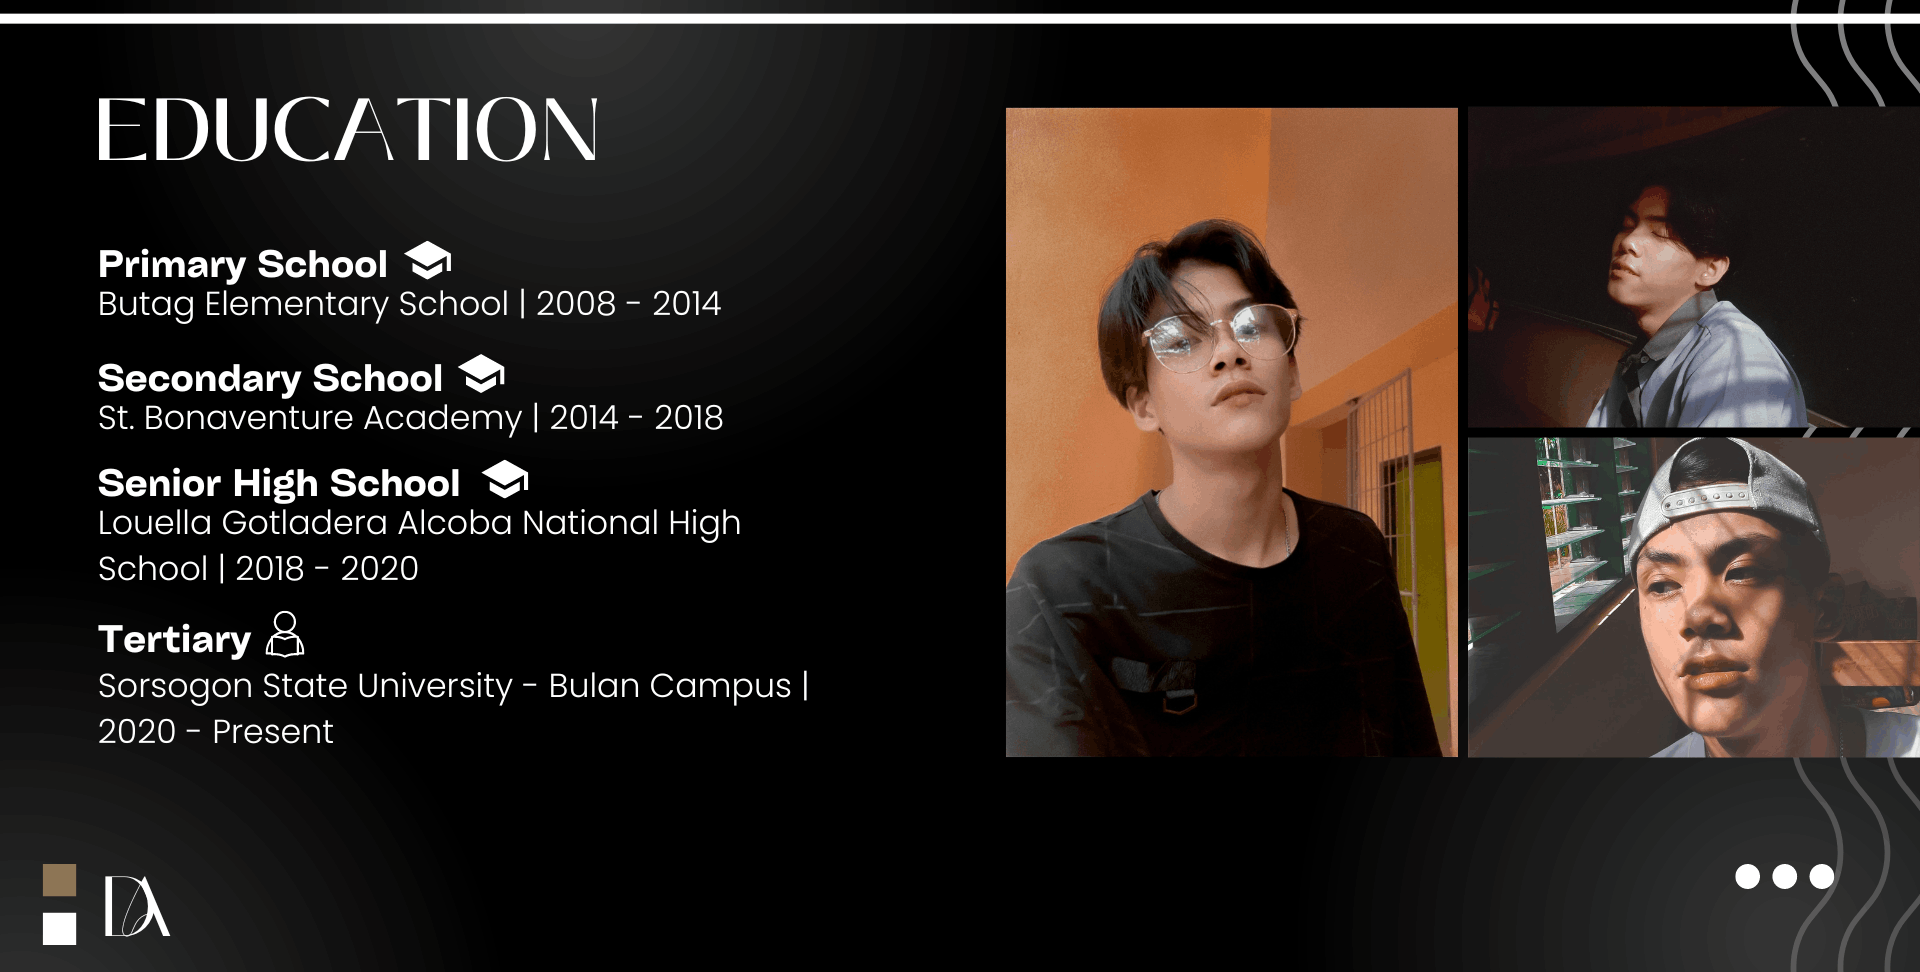 EDUCATION
Primary School
Butag Elementary School | 2008 - 2014
Secondary School
St. Bonaventure Academy | 2014 - 2018
Senior High School
Louella Gotladera Alcoba National High
School | 2018 - 2020
Tertiary
Sorsogon State University - Bulan Campus |
2020 - Present
DA